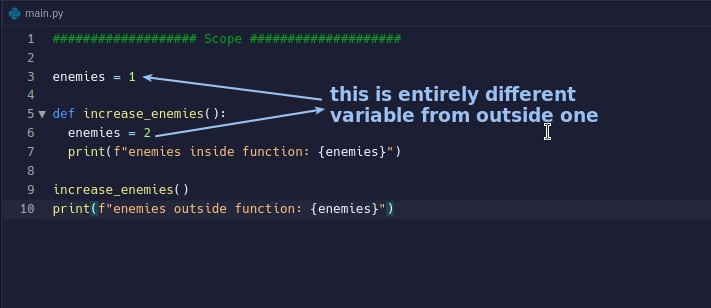 main.py
1 ################### Scope ####################
2
3 enemies = 1
4
this is entirely different
variable from outside one
5 def increase_enemies():
6 enemies = 2
7 print(f"enemies inside function: {enemies}")
8
9 increase_enemies()
10 print(f"enemies outside function: {enemies}")